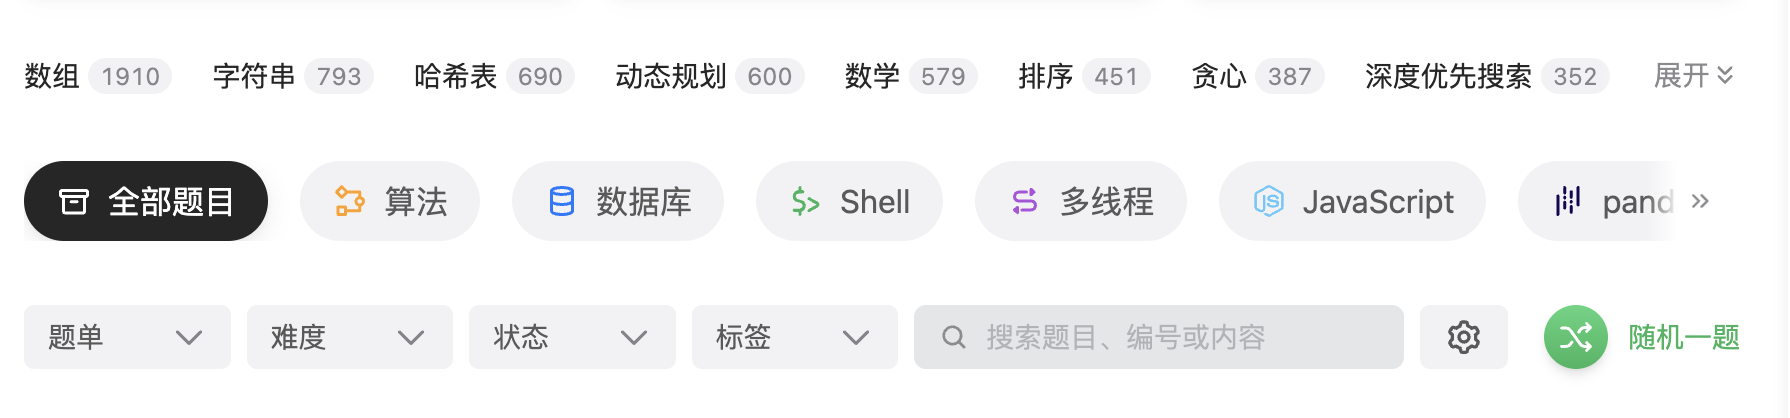 数组 1910 字符串 793 哈希表 690 动态规划 600 数学 579 排序 451 贪心 387 深度优先搜索 352 展开
全部题目 算法 数据库 $> Shell 多线程 JS JavaScript pand
题单 难度 状态 标签 搜索题目、编号或内容 随机一题